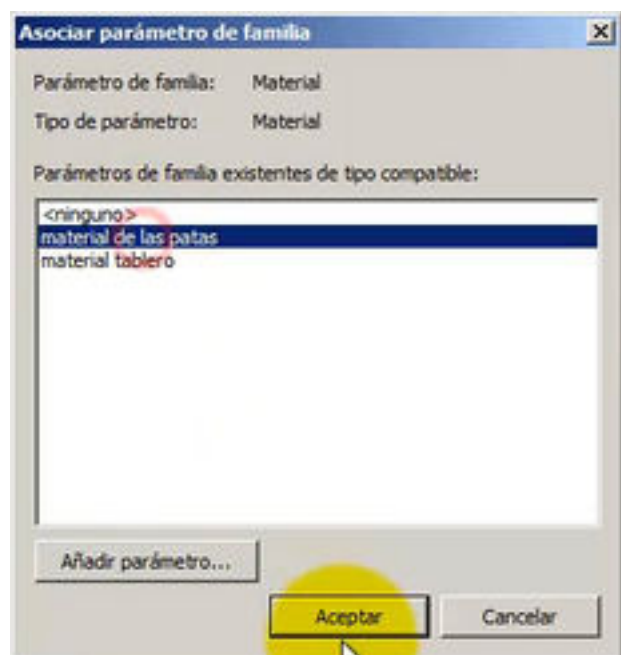 Asociar parámetro de familia
Parámetro de familia: Material
Tipo de parámetro: Material
Parámetros de familia existentes de tipo compatible:
<ninguno>
material de las patas
material tablero
Añadir parámetro...
Aceptar Cancelar